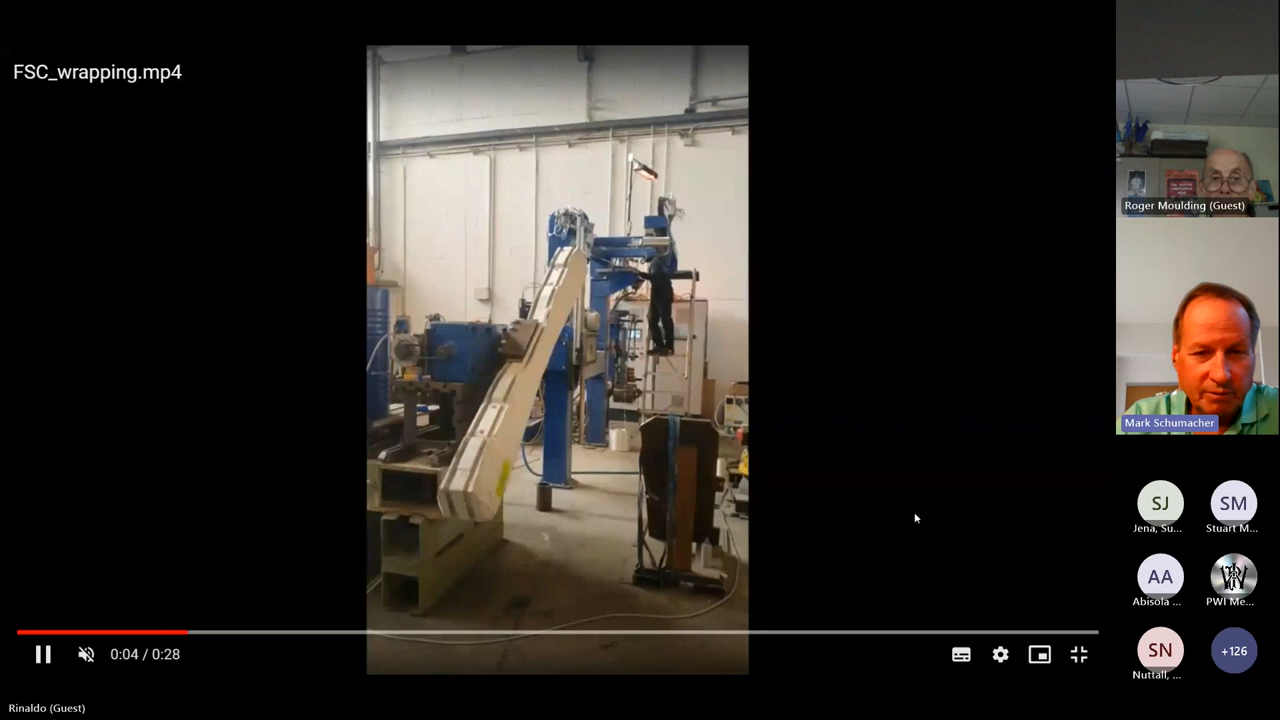 FSC_wrapping.mp4
Roger Moulding (Guest)
Mark Schumacher
SJ
SM
Jena, Su...
Stuart M...
AA
Abisola ...
PWI Me...
SN
+126
Nuttall, ...
0:04 / 0:28
Rinaldo (Guest)